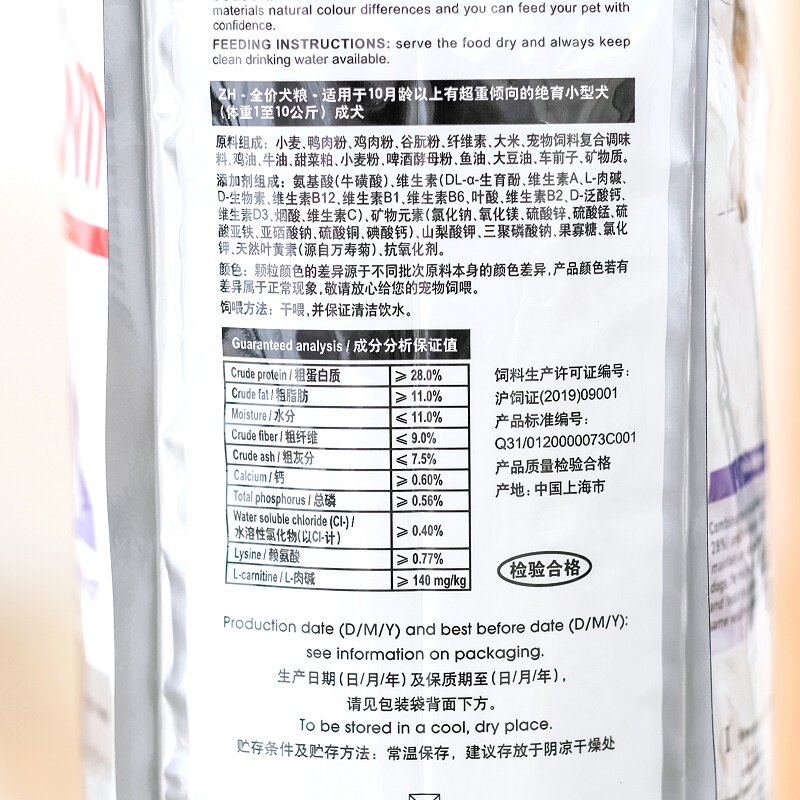 materials natural colour differences and you can feed your pet with
confidence.
FEEDING INSTRUCTIONS: serve the food dry and always keep
clean drinking water available.
ZH - 全价犬粮 - 适用于10月龄以上有超重倾向的绝育小型犬
（体重1至10公斤）成犬
原料组成：小麦、鸭肉粉、鸡肉粉、谷朊粉、纤维素、大米、宠物饲料复合调味
料、鸡油、牛油、甜菜粕、小麦粉、啤酒酵母粉、鱼油、大豆油、车前子、矿物质。
添加剂组成：氨基酸(牛磺酸)、维生素(DL-α-生育酚、维生素A、L-肉碱、
D-生物素、维生素B12、维生素B1、维生素B6、叶酸、维生素B2、D-泛酸钙、
维生素D3、烟酸、维生素C)、矿物元素(氯化钠、氧化镁、硫酸锌、硫酸锰、硫
酸亚铁、亚硒酸钠、硫酸铜、碘酸钙)、山梨酸钾、三聚磷酸钠、果寡糖、氯化
钾、天然叶黄素(源自万寿菊)、抗氧化剂。
颜色：颗粒颜色的差异源于不同批次原料本身的颜色差异，产品颜色若有
差异属于正常现象，敬请放心给您的宠物饲喂。
饲喂方法：干喂，并保证清洁饮水。
Guaranteed analysis / 成分分析保证值
Crude protein / 粗蛋白质 ⩾ 28.0%
Crude fat / 粗脂肪 ⩾ 11.0%
Moisture / 水分 ⩽ 11.0%
Crude fiber / 粗纤维 ⩽ 9.0%
Crude ash / 粗灰分 ⩽ 7.5%
Calcium / 钙 ⩾ 0.60%
Total phosphorus / 总磷 ⩾ 0.56%
Water soluble chloride (Cl-) /
水溶性氯化物(以Cl-计) ⩾ 0.40%
Lysine / 赖氨酸 ⩾ 0.77%
L-carnitine / L-肉碱 ⩾ 140 mg/kg
饲料生产许可证编号：
沪饲证(2019)09001
产品标准编号：
Q31/0120000073C001
产品质量检验合格
产地：中国上海市
检验合格
Production date (D/M/Y) and best before date (D/M/Y):
see information on packaging.
生产日期(日/月/年)及保质期至(日/月/年)，
请见包装袋背面下方。
To be stored in a cool, dry place.
贮存条件及贮存方法：常温保存，建议存放于阴凉干燥处